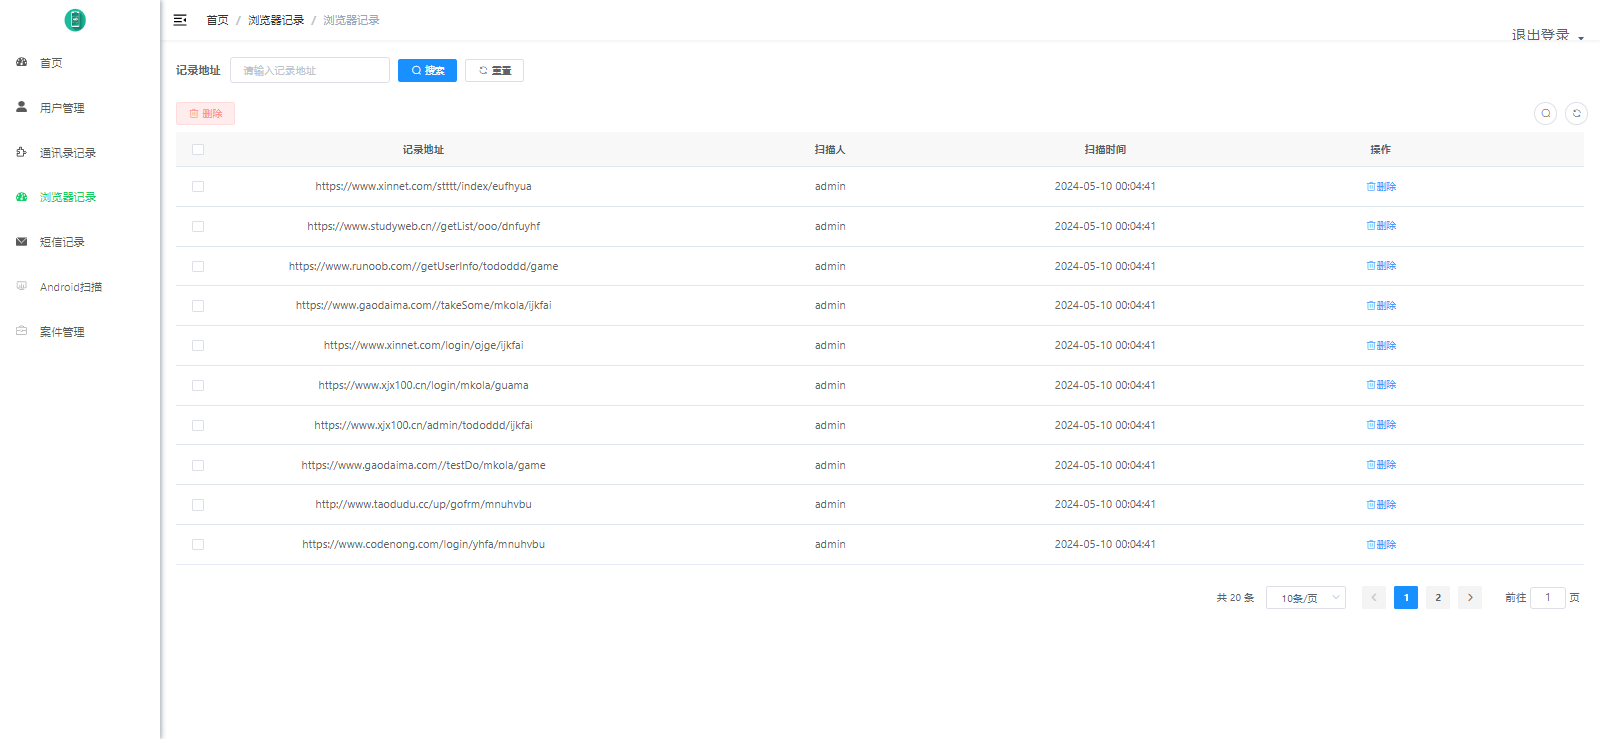 首页 / 浏览器记录 / 浏览器记录
退出登录
首页
用户管理
通讯录记录
浏览器记录
短信记录
Android扫描
案件管理
记录地址 请输入记录地址 搜索 重置
删除
记录地址 扫描人 扫描时间 操作
https://www.xinnet.com/stttt/index/eufhyua admin 2024-05-10 00:04:41 删除
https://www.studyweb.cn//getList/ooo/dnfuyhf admin 2024-05-10 00:04:41 删除
https://www.runoob.com//getUserInfo/tododdd/game admin 2024-05-10 00:04:41 删除
https://www.gaodaima.com//takeSome/mkola/ijkfai admin 2024-05-10 00:04:41 删除
https://www.xinnet.com/login/ojge/ijkfai admin 2024-05-10 00:04:41 删除
https://www.xjx100.cn/login/mkola/guama admin 2024-05-10 00:04:41 删除
https://www.xjx100.cn/admin/tododdd/ijkfai admin 2024-05-10 00:04:41 删除
https://www.gaodaima.com//testDo/mkola/game admin 2024-05-10 00:04:41 删除
http://www.taodudu.cc/up/gofrm/mnuhvbu admin 2024-05-10 00:04:41 删除
https://www.codenong.com/login/yhfa/mnuhvbu admin 2024-05-10 00:04:41 删除
共 20 条 10条/页 1 2 前往 1 页